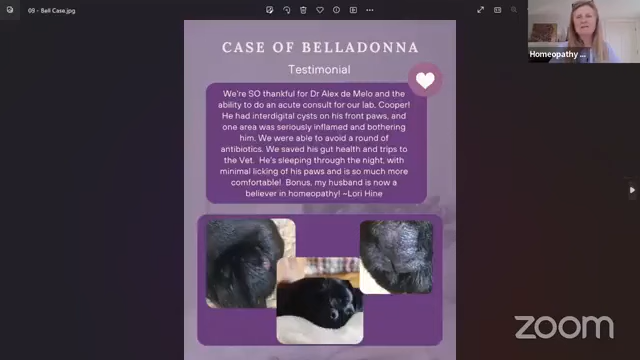 09 - Bell Case.jpg
Homeopathy ...
CASE OF BELLADONNA
Testimonial
We're SO thankful for Dr Alex de Melo and the
ability to do an acute consult for our lab, Cooper!
He had interdigital cysts on his front paws, and
one area was seriously inflamed and bothering
him. We were able to avoid a round of
antibiotics. We saved his gut health and trips to
the Vet. He's sleeping through the night, with
minimal licking of his paws and is so much more
comfortable! Bonus, my husband is now a
believer in homeopathy! ~Lori Hine
zoom